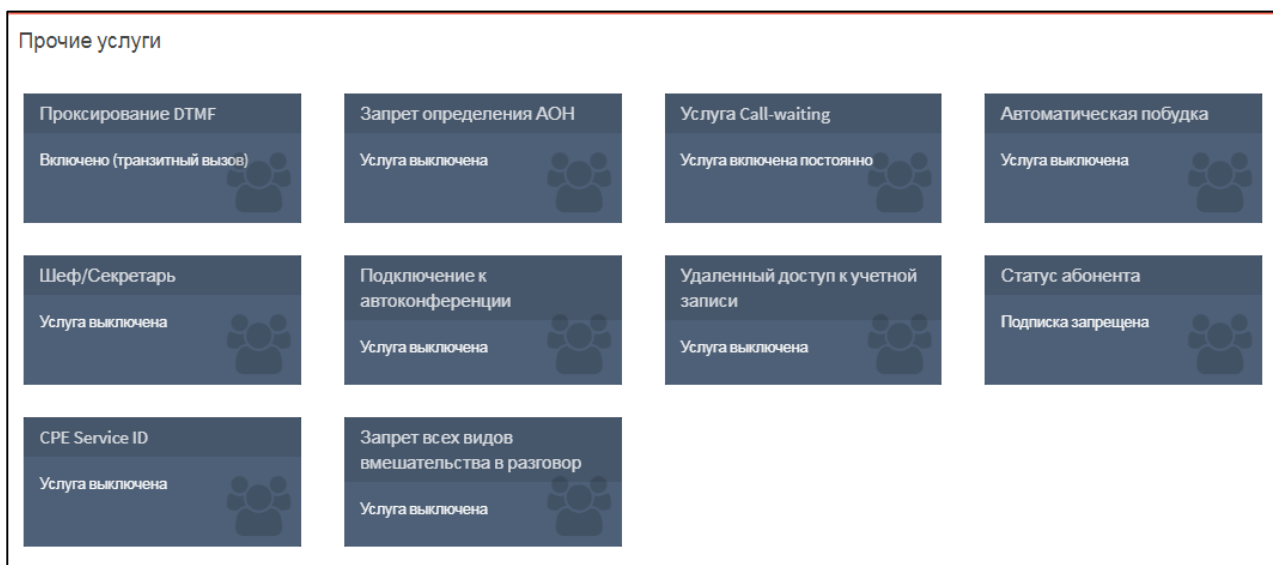 Прочие услуги
Проксирование DTMF
Включено (транзитный вызов)
Запрет определения АОН
Услуга выключена
Услуга Call-waiting
Услуга включена постоянно
Автоматическая побудка
Услуга выключена
Шеф/Секретарь
Услуга выключена
Подключение к
автоконференции
Услуга выключена
Удаленный доступ к учетной
записи
Услуга выключена
Статус абонента
Подписка запрещена
CPE Service ID
Услуга выключена
Запрет всех видов
вмешательства в разговор
Услуга выключена